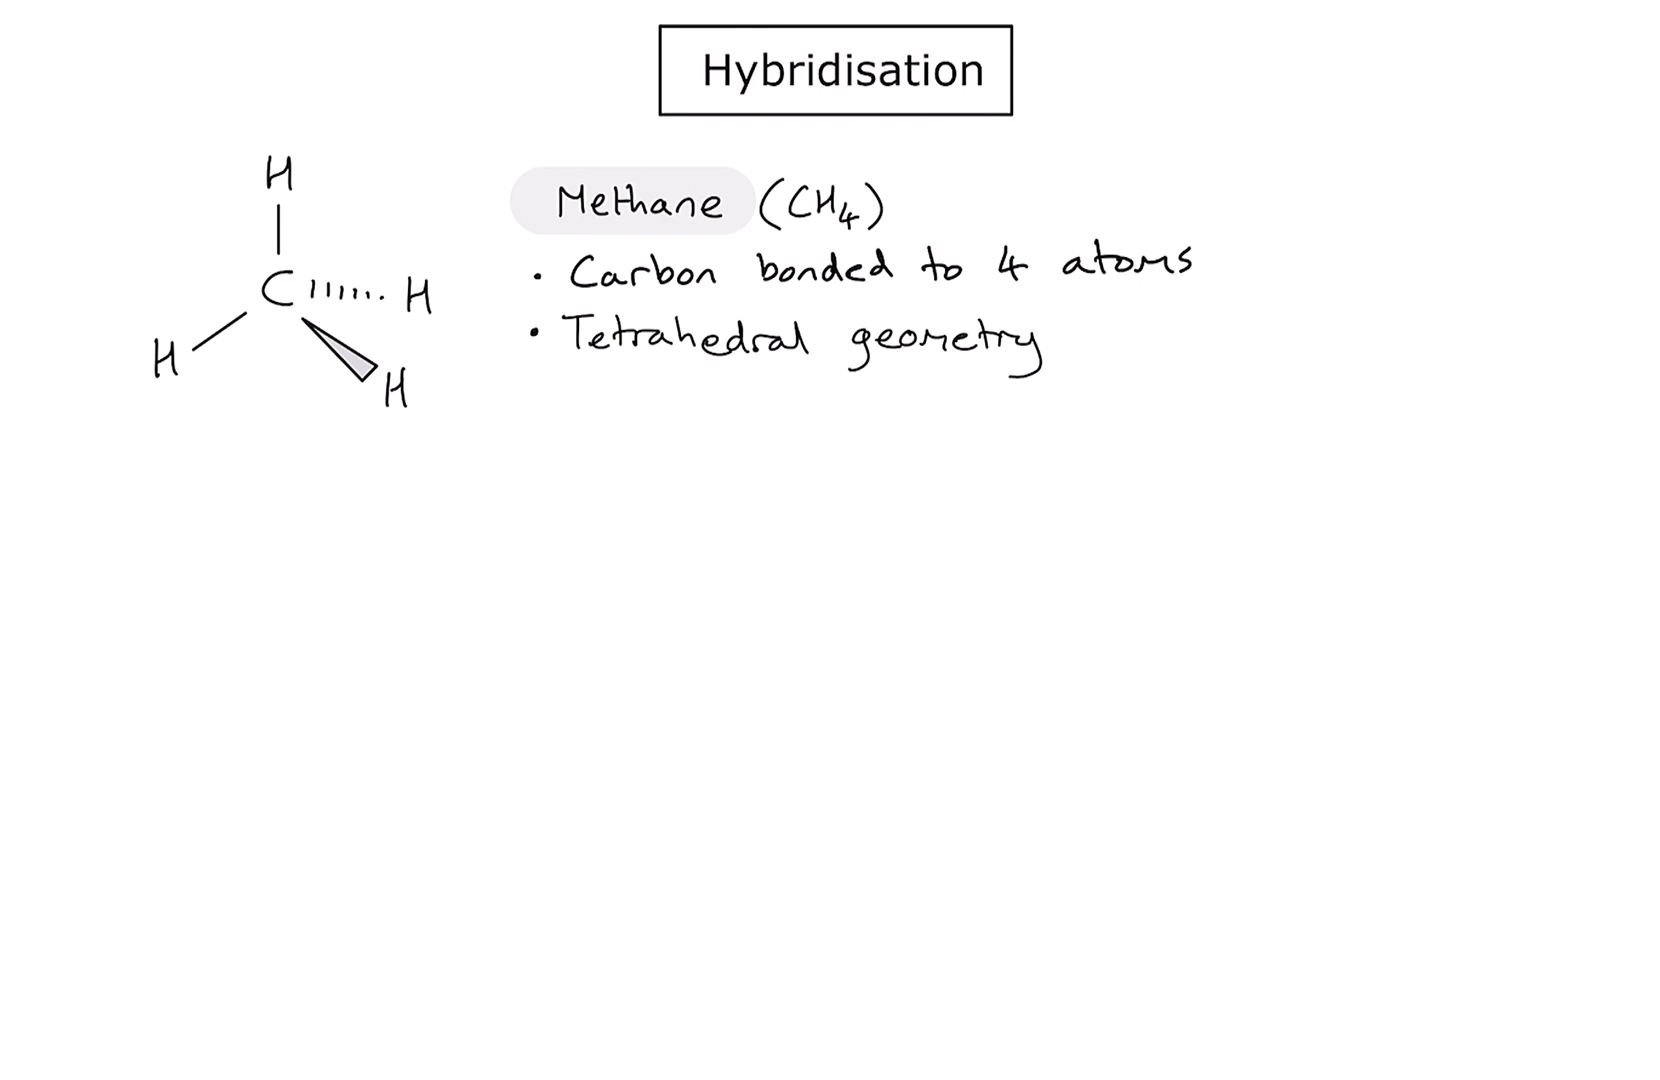 Hybridisation
H
Methane (CH₄)
• Carbon bonded to 4 atoms
C H
• Tetrahedral geometry
H
H